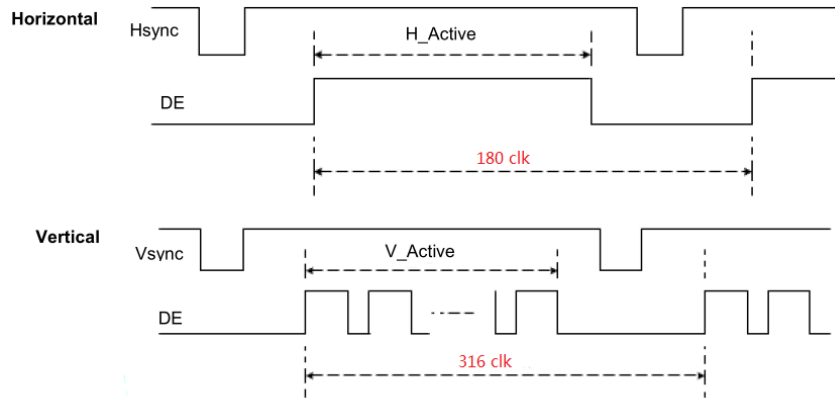 Horizontal
Hsync
H_Active
DE
180 clk
Vertical
Vsync
V_Active
DE
316 clk